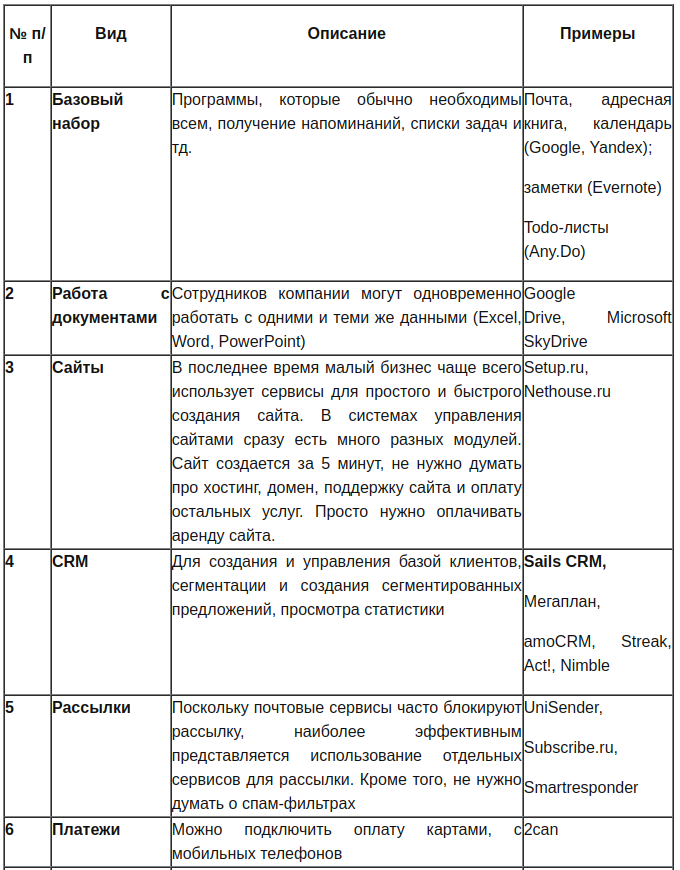 № п/
п
Вид
Описание
Примеры
1
Базовый
набор
Программы, которые обычно необходимы
всем, получение напоминаний, списки задач и
тд.
Почта, адресная
книга, календарь
(Google, Yandex);
заметки (Evernote)
Todo-листы
(Any.Do)
2
Работа с
документами
Сотрудников компании могут одновременно
работать с одними и теми же данными (Excel,
Word, PowerPoint)
Google
Drive, Microsoft
SkyDrive
3
Сайты
В последнее время малый бизнес чаще всего
использует сервисы для простого и быстрого
создания сайта. В системах управления
сайтами сразу есть много разных модулей.
Сайт создается за 5 минут, не нужно думать
про хостинг, домен, поддержку сайта и оплату
остальных услуг. Просто нужно оплачивать
аренду сайта.
Setup.ru,
Nethouse.ru
4
CRM
Для создания и управления базой клиентов,
сегментации и создания сегментированных
предложений, просмотра статистики
Sails CRM,
Мегаплан,
amoCRM, Streak,
Act!, Nimble
5
Рассылки
Поскольку почтовые сервисы часто блокируют
рассылку, наиболее эффективным
представляется использование отдельных
сервисов для рассылки. Кроме того, не нужно
думать о спам-фильтрах
UniSender,
Subscribe.ru,
Smartresponder
6
Платежи
Можно подключить оплату картами, с
мобильных телефонов
2can